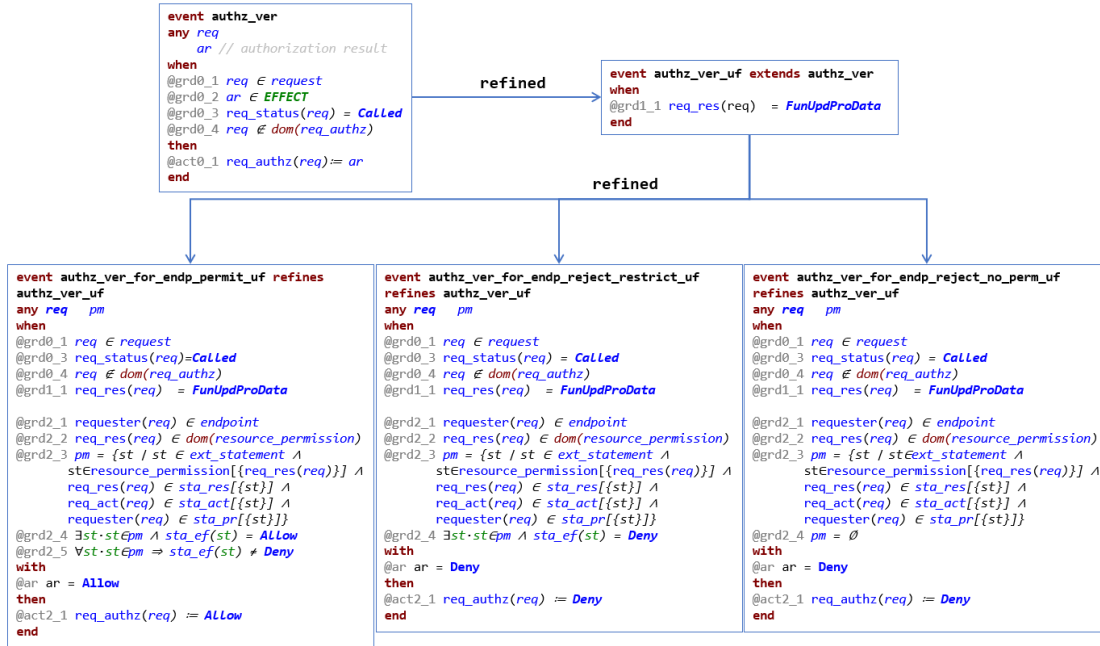 event authz_ver
any req
ar // authorization result
when
@grd0_1 req ∈ request
@grd0_2 ar ∈ EFFECT
@grd0_3 req_status(req) = Called
@grd0_4 req ∉ dom(req_authz)
then
@act0_1 req_authz(req)≔ ar
end
refined
event authz_ver_uf extends authz_ver
when
@grd1_1 req_res(req) = FunUpdProData
end
refined
event authz_ver_for_endp_permit_uf refines
authz_ver_uf
any req pm
when
@grd0_1 req ∈ request
@grd0_3 req_status(req)=Called
@grd0_4 req ∉ dom(req_authz)
@grd1_1 req_res(req) = FunUpdProData
@grd2_1 requester(req) ∈ endpoint
@grd2_2 req_res(req) ∈ dom(resource_permission)
@grd2_3 pm = {st / st ∈ ext_statement ∧
st∈resource_permission[{req_res(req)}] ∧
req_res(req) ∈ sta_res[{st}] ∧
req_act(req) ∈ sta_act[{st}] ∧
requester(req) ∈ sta_pr[{st}]}
@grd2_4 ∃st·st∈pm ∧ sta_ef(st) = Allow
@grd2_5 ∀st·st∈pm ⇒ sta_ef(st) ≠ Deny
with
@ar ar = Allow
then
@act2_1 req_authz(req) ≔ Allow
end
event authz_ver_for_endp_reject_restrict_uf
refines authz_ver_uf
any req pm
when
@grd0_1 req ∈ request
@grd0_3 req_status(req) = Called
@grd0_4 req ∉ dom(req_authz)
@grd1_1 req_res(req) = FunUpdProData
@grd2_1 requester(req) ∈ endpoint
@grd2_2 req_res(req) ∈ dom(resource_permission)
@grd2_3 pm = {st / st ∈ ext_statement ∧
st∈resource_permission[{req_res(req)}] ∧
req_res(req) ∈ sta_res[{st}] ∧
req_act(req) ∈ sta_act[{st}] ∧
requester(req) ∈ sta_pr[{st}]}
@grd2_4 ∃st·st∈pm ∧ sta_ef(st) = Deny
with
@ar ar = Deny
then
@act2_1 req_authz(req) ≔ Deny
end
event authz_ver_for_endp_reject_no_perm_uf
refines authz_ver_uf
any req pm
when
@grd0_1 req ∈ request
@grd0_3 req_status(req) = Called
@grd0_4 req ∉ dom(req_authz)
@grd1_1 req_res(req) = FunUpdProData
@grd2_1 requester(req) ∈ endpoint
@grd2_2 req_res(req) ∈ dom(resource_permission)
@grd2_3 pm = {st / st∈ext_statement ∧
st∈resource_permission[{req_res(req)}] ∧
req_res(req) ∈ sta_res[{st}] ∧
req_act(req) ∈ sta_act[{st}] ∧
requester(req) ∈ sta_pr[{st}]}
@grd2_4 pm = ∅
with
@ar ar = Deny
then
@act2_1 req_authz(req) ≔ Deny
end